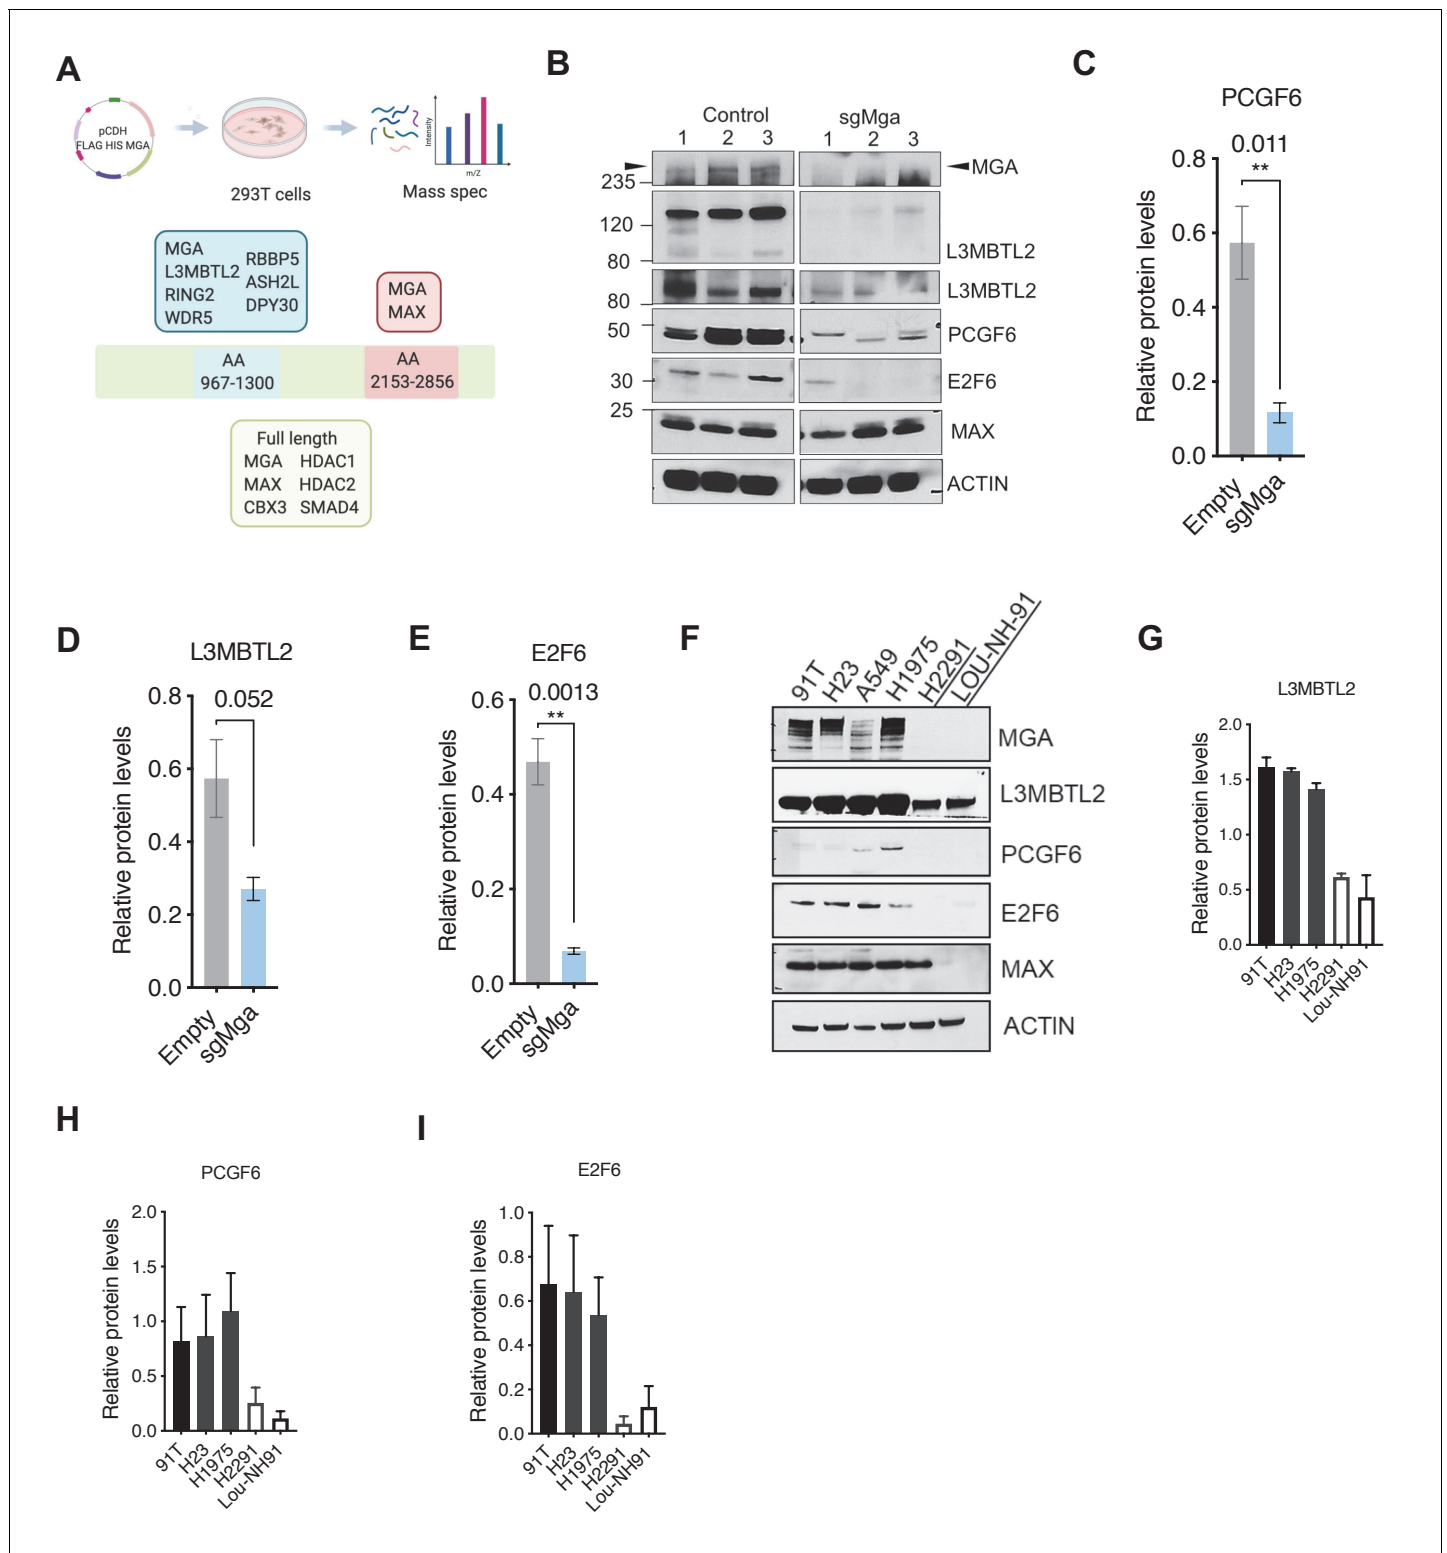 A
pCDH
FLAG HIS MGA
293T cells
Intensity
m/Z
Mass spec
MGA
L3MBTL2
RING2
WDR5
RBBP5
ASH2L
DPY30
MGA
MAX
AA
967-1300
AA
2153-2856
Full length
MGA HDAC1
MAX HDAC2
CBX3 SMAD4
B
Control sgMga
1 2 3 1 2 3
235
120
80
80
50
30
25
MGA
L3MBTL2
L3MBTL2
PCGF6
E2F6
MAX
ACTIN
C
PCGF6
0.011
**
Relative protein levels
0.8
0.6
0.4
0.2
0.0
Empty
sgMga
D
L3MBTL2
0.052
Relative protein levels
0.8
0.6
0.4
0.2
0.0
Empty
sgMga
E
E2F6
0.0013
**
Relative protein levels
0.6
0.4
0.2
0.0
Empty
sgMga
F
91T
H23
A549
H1975
H2291
LOU-NH-91
MGA
L3MBTL2
PCGF6
E2F6
MAX
ACTIN
G
L3MBTL2
Relative protein levels
2.0
1.5
1.0
0.5
0.0
91T
H23
H1975
H2291
Lou-NH91
H
PCGF6
Relative protein levels
2.0
1.5
1.0
0.5
0.0
91T
H23
H1975
H2291
Lou-NH91
I
E2F6
Relative protein levels
1.0
0.8
0.6
0.4
0.2
0.0
91T
H23
H1975
H2291
Lou-NH91